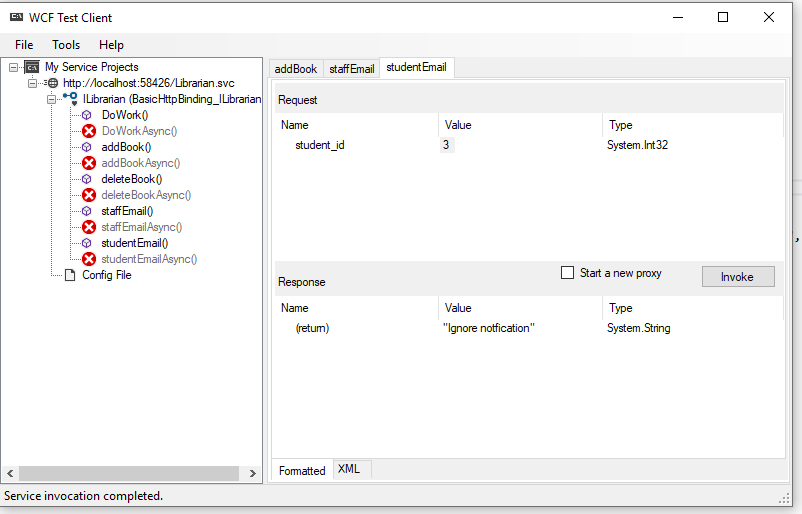 WCF Test Client
File Tools Help
My Service Projects
http://localhost:58426/Librarian.svc
ILibrarian (BasicHttpBinding_ILibrarian
DoWork()
DoWorkAsync()
addBook()
addBookAsync()
deleteBook()
deleteBookAsync()
staffEmail()
staffEmailAsync()
studentEmail()
studentEmailAsync()
Config File
addBook staffEmail studentEmail
Request
Name Value Type
student_id 3 System.Int32
Response Start a new proxy Invoke
Name Value Type
(return) "Ignore notfication" System.String
Formatted XML
Service invocation completed.